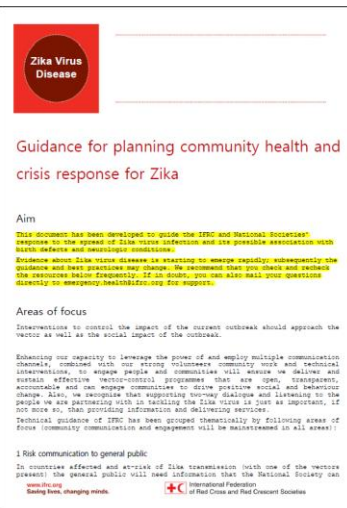 Zika Virus
Disease
Guidance for planning community health and
crisis response for Zika
Aim
This document has been developed to guide the IFRC and National Societies'
response to the spread of Zika virus infection and its possible association with
birth defects and neurologic conditions.
Evidence about Zika virus disease is starting to emerge rapidly; subsequently the
guidance and best practices may change. We recommend that you check and recheck
the resources below frequently. If in doubt, you can also mail your questions
directly to emergency.health@ifrc.org for support.
Areas of focus
Interventions to control the impact of the current outbreak should approach the
vector as well as the social impact of the outbreak.
Enhancing our capacity to leverage the power of and employ multiple communication
channels, combined with our strong volunteers community work and technical
interventions, to engage people and communities will ensure we deliver and
sustain effective vector-control programmes that are open, transparent,
accountable and can engage communities to drive positive social and behaviour
change. Also, we recognise that supporting two-way dialogue and listening to the
people we are partnering with in tackling the Zika virus is just as important, if
not more so, than providing information and delivering services.
Technical guidance of IFRC has been grouped thematically by following areas of
focus (community communication and engagement will be mainstreamed in all areas):
1 Risk communication to general public
In countries affected and at-risk of Zika transmission (with one of the vectors
present) the general public will need information that the National Society can
www.ifrc.org
Saving lives, changing minds.
International Federation
of Red Cross and Red Crescent Societies